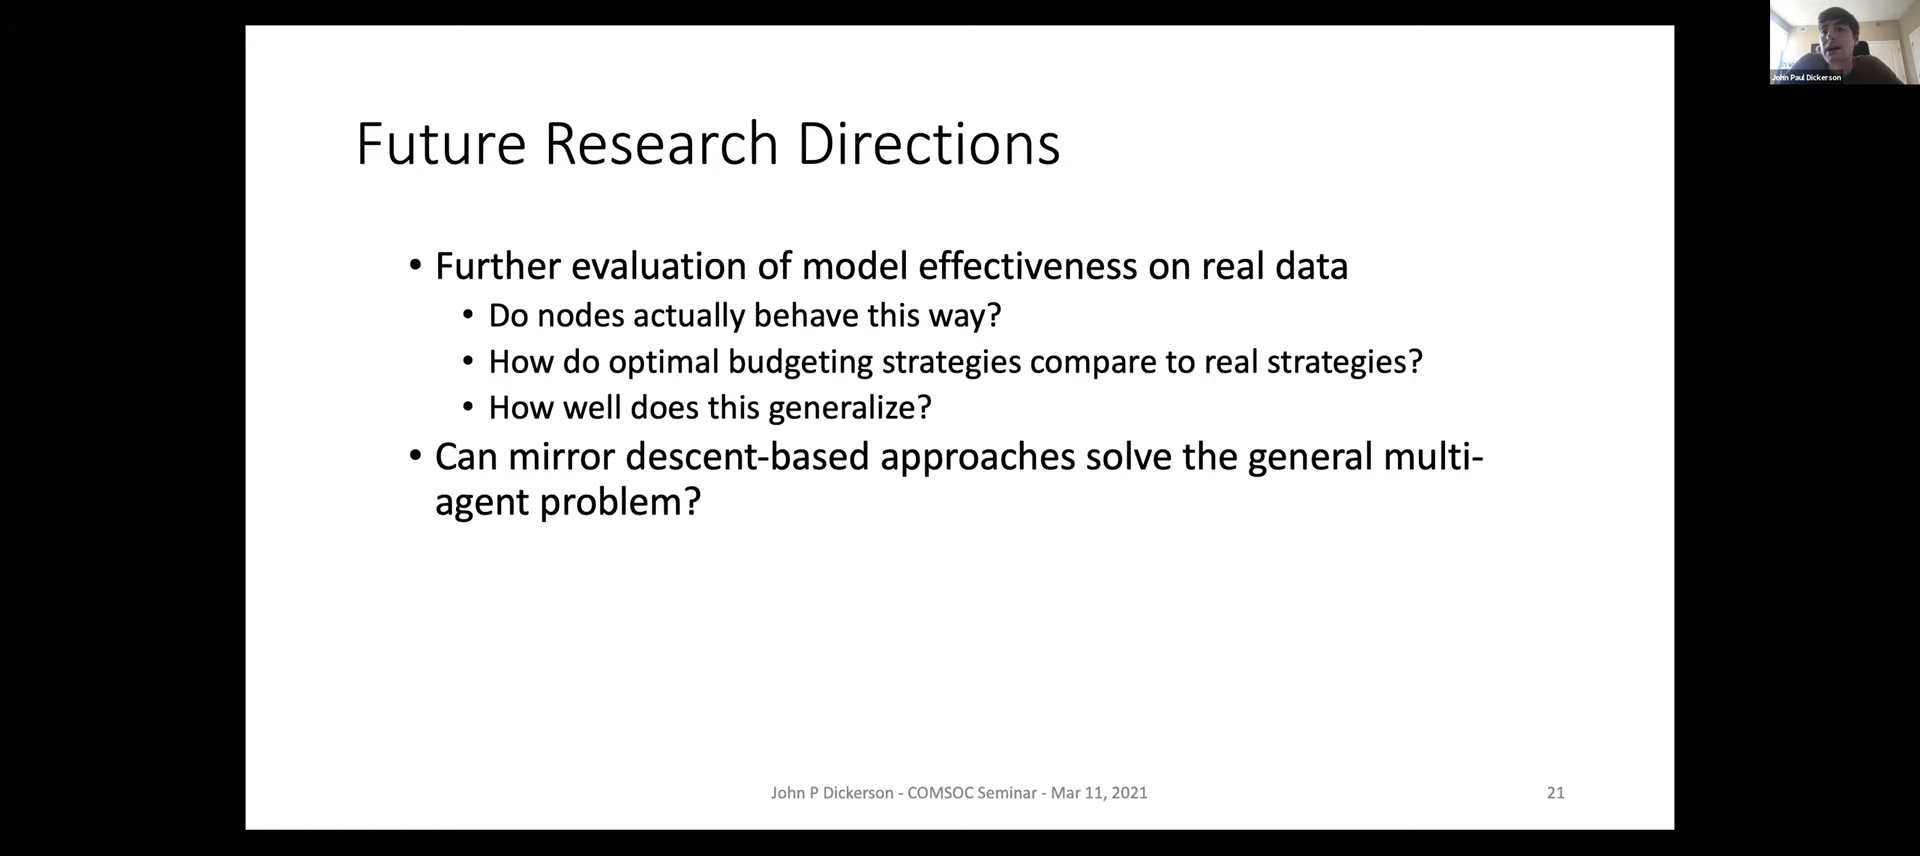 John Paul Dickerson
Future Research Directions
• Further evaluation of model effectiveness on real data
• Do nodes actually behave this way?
• How do optimal budgeting strategies compare to real strategies?
• How well does this generalize?
• Can mirror descent-based approaches solve the general multi-
agent problem?
John P Dickerson - COMSOC Seminar - Mar 11, 2021
21